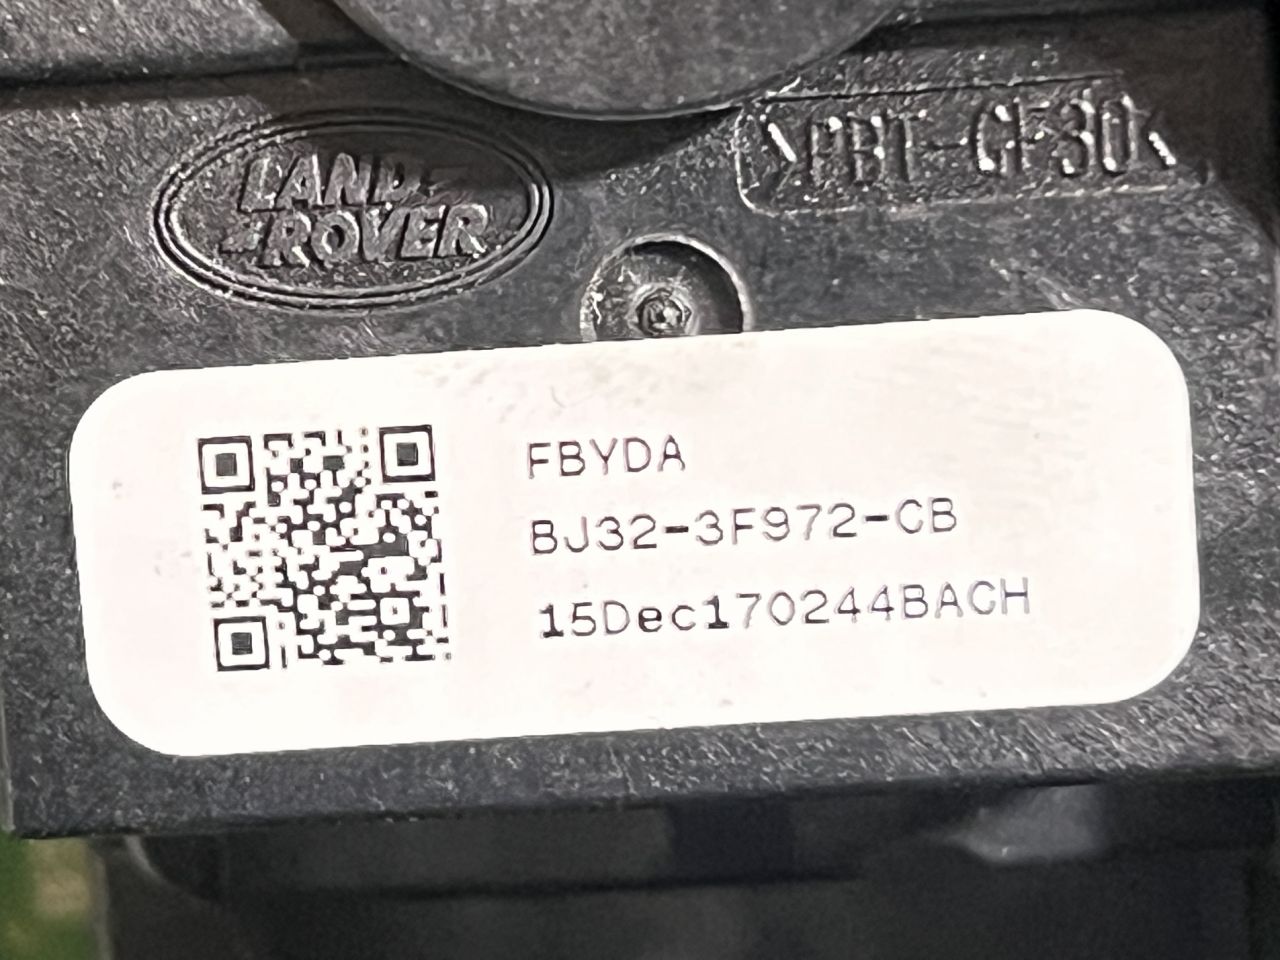 LAND
ROVER
>PBT-GF30<
FBYDA
BJ32-3F972-CB
15Dec170244BACH